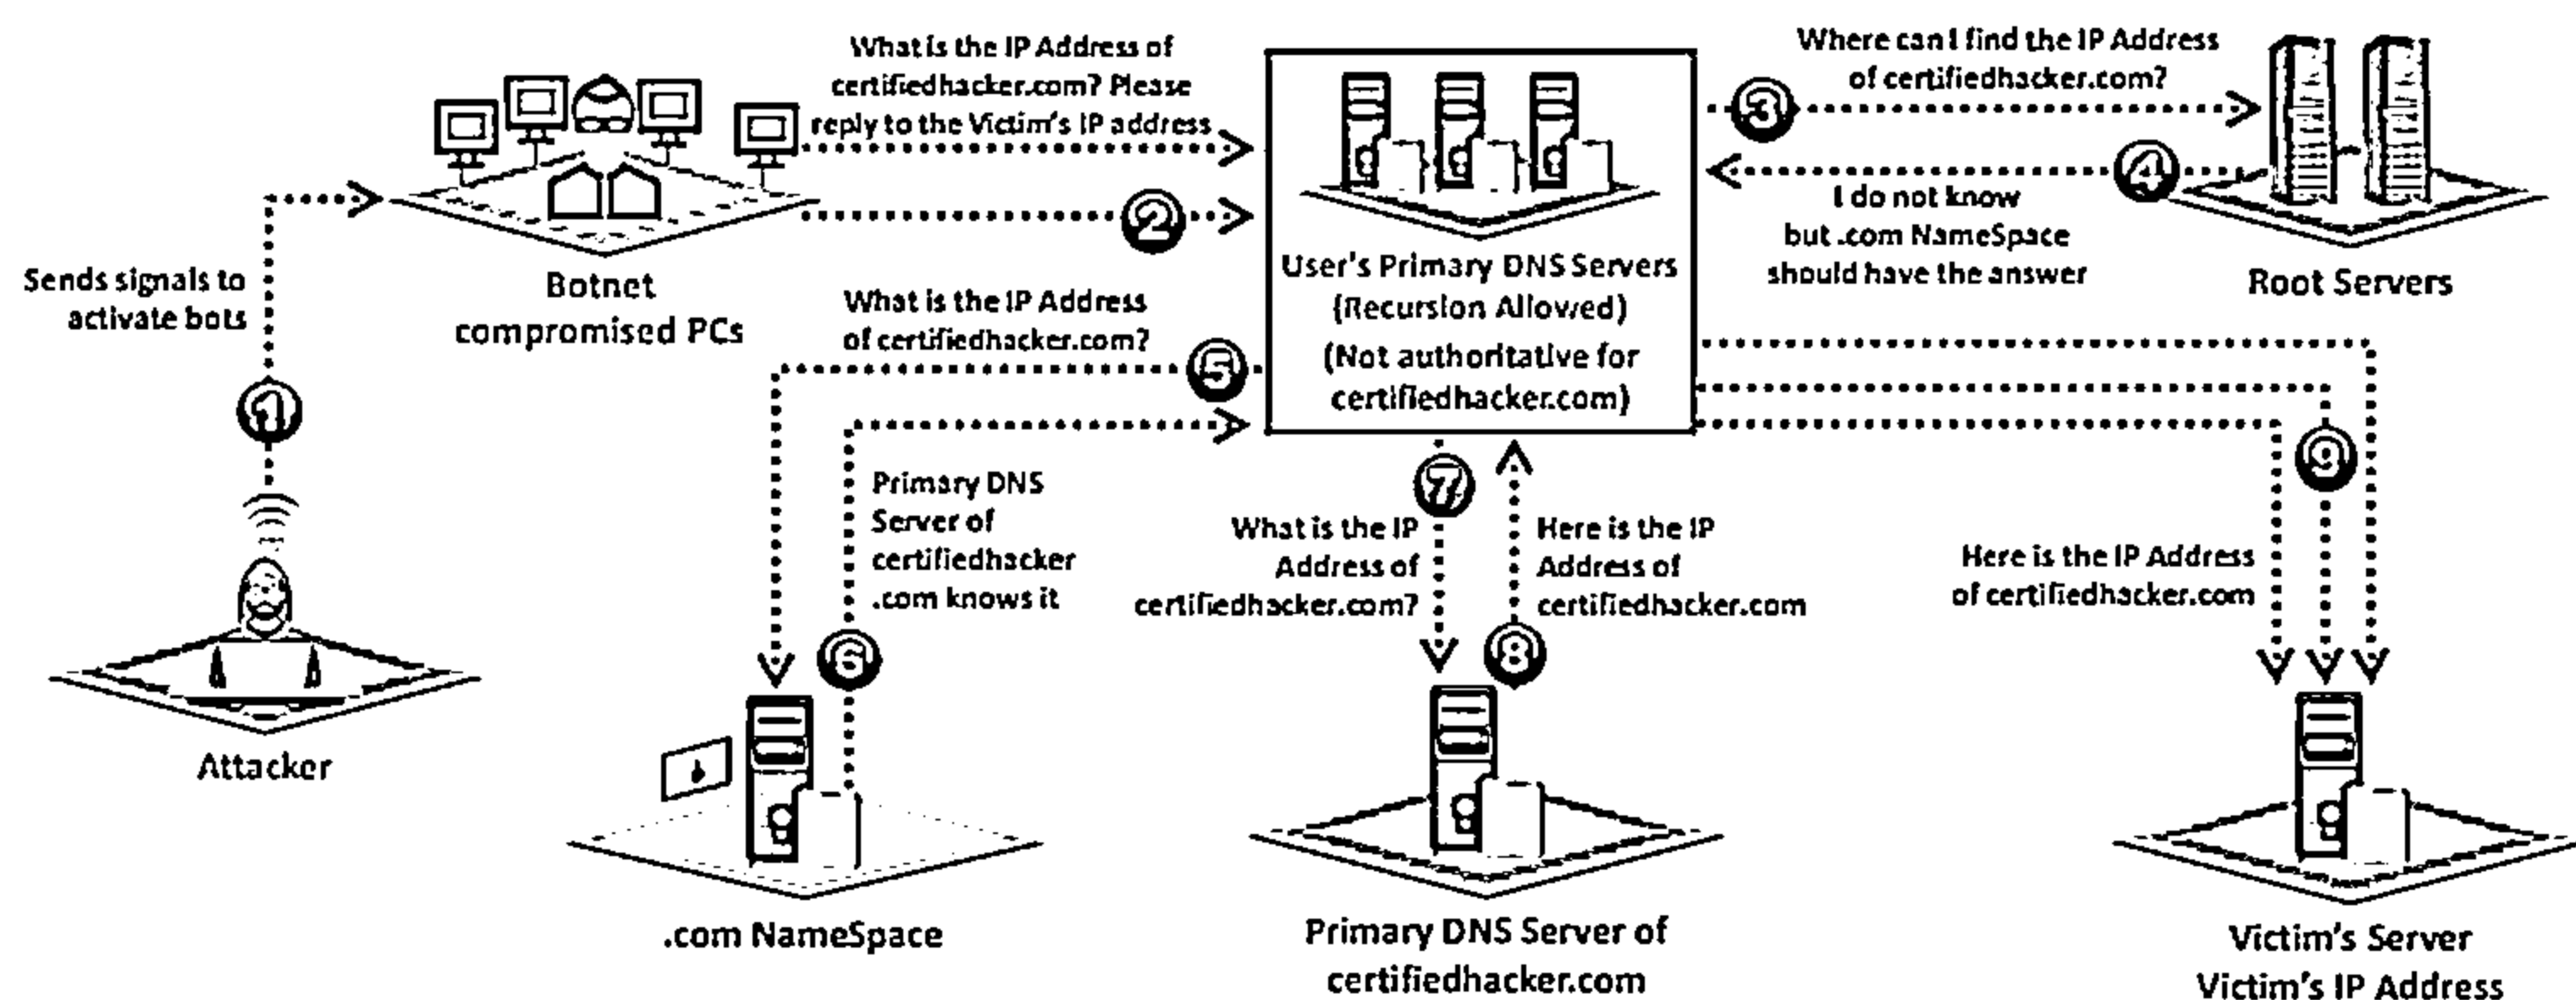 What is the IP Address of
certifiedhacker.com? Please
reply to the Victim's IP address
Where can I find the IP Address
of certifiedhacker.com?
3
4
I do not know
but .com NameSpace
should have the answer
Root Servers
2
Sends signals to
activate bots
Botnet
compromised PCs
User's Primary DNS Servers
(Recursion Allowed)
(Not authoritative for
certifiedhacker.com)
What is the IP Address
of certifiedhacker.com?
5
1
Attacker
Primary DNS
Server of
certifiedhacker
.com knows it
6
.com NameSpace
7
What is the IP
Address of
certifiedhacker.com?
Here is the IP
Address of
certifiedhacker.com
8
Primary DNS Server of
certifiedhacker.com
9
Here is the IP Address
of certifiedhacker.com
Victim's Server
Victim's IP Address